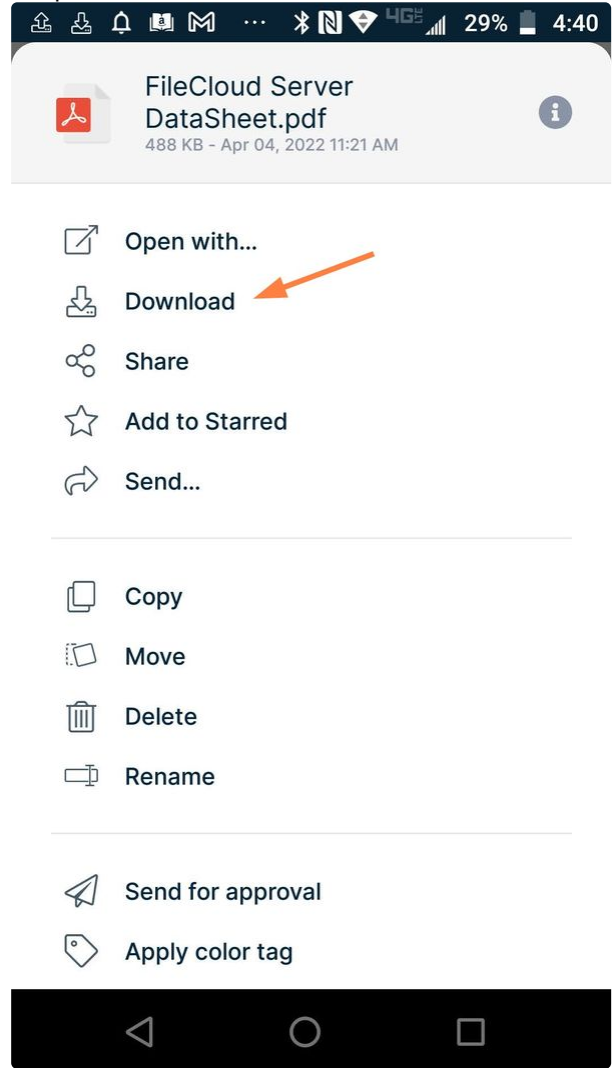 4G 29% 4:40
FileCloud Server
DataSheet.pdf
488 KB - Apr 04, 2022 11:21 AM
Open with...
Download
Share
Add to Starred
Send...
Copy
Move
Delete
Rename
Send for approval
Apply color tag